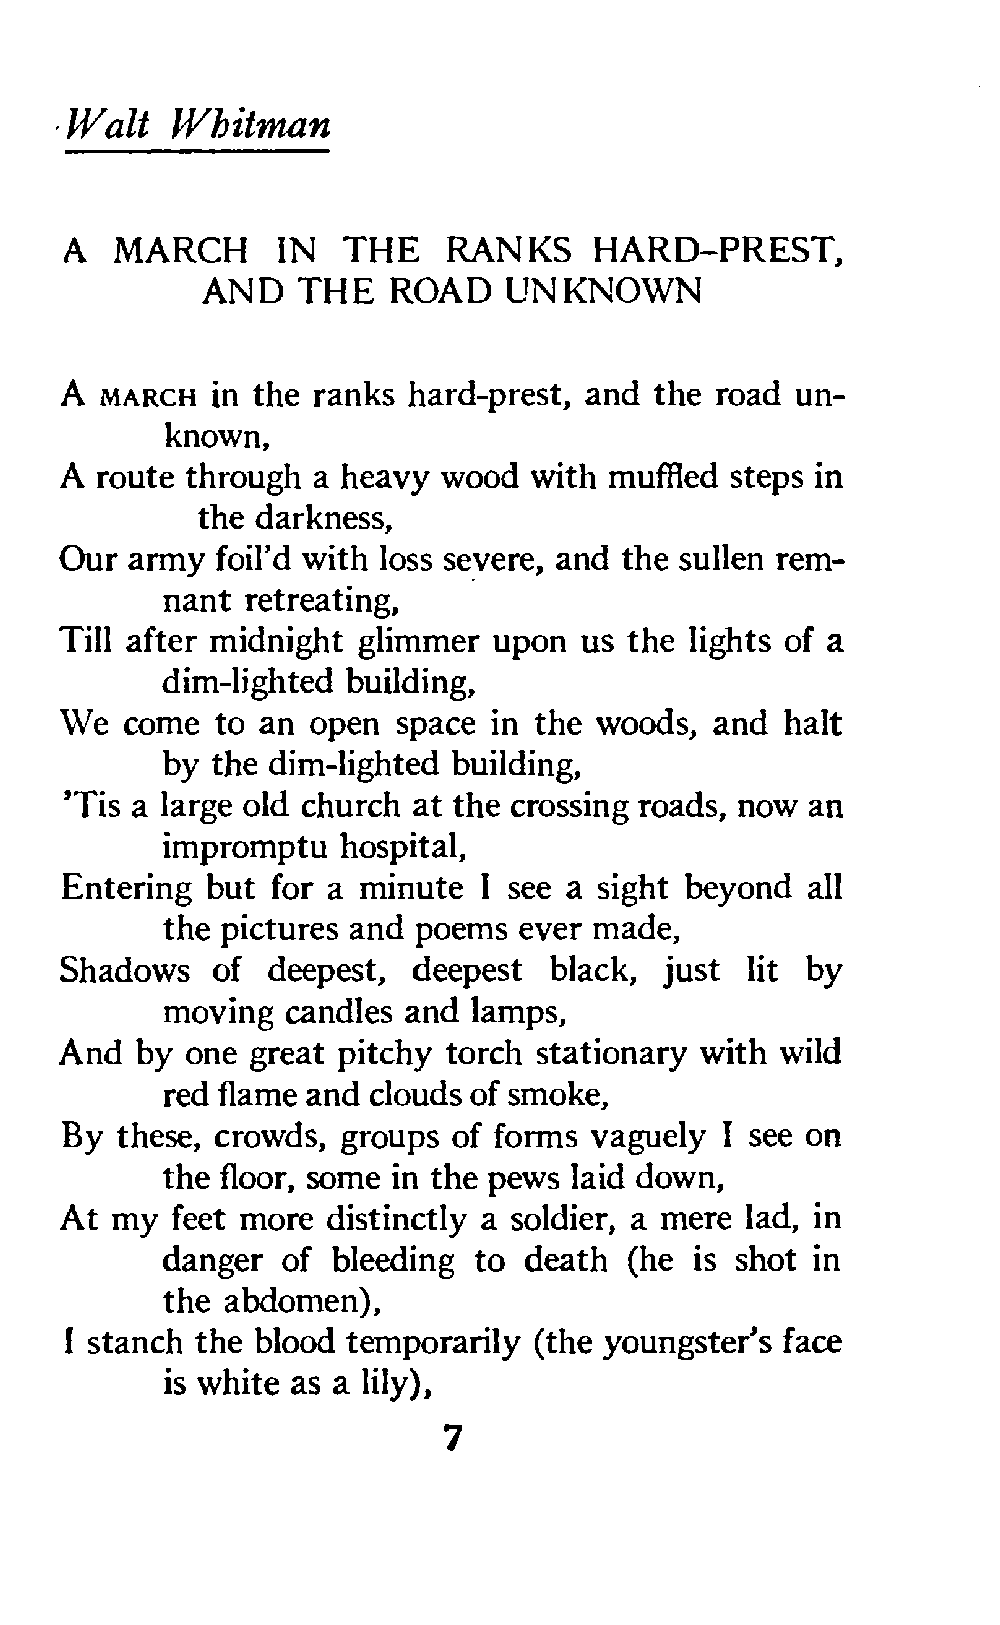 Walt Whitman
A MARCH IN THE RANKS HARD-PREST,
AND THE ROAD UNKNOWN
A MARCH in the ranks hard-prest, and the road un-
known,
A route through a heavy wood with muffled steps in
the darkness,
Our army foil'd with loss severe, and the sullen rem-
nant retreating,
Till after midnight glimmer upon us the lights of a
dim-lighted building,
We come to an open space in the woods, and halt
by the dim-lighted building,
'Tis a large old church at the crossing roads, now an
impromptu hospital,
Entering but for a minute I see a sight beyond all
the pictures and poems ever made,
Shadows of deepest, deepest black, just lit by
moving candles and lamps,
And by one great pitchy torch stationary with wild
red flame and clouds of smoke,
By these, crowds, groups of forms vaguely I see on
the floor, some in the pews laid down,
At my feet more distinctly a soldier, a mere lad, in
danger of bleeding to death (he is shot in
the abdomen),
I stanch the blood temporarily (the youngster's face
is white as a lily),
7